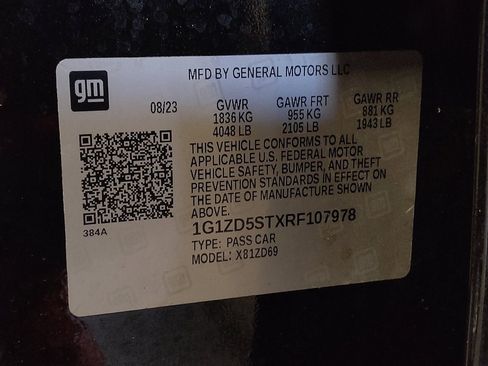 gm
MFD BY GENERAL MOTORS LLC
08/23 GVWR GAWR FRT GAWR RR
1836 KG 955 KG 881 KG
4048 LB 2105 LB 1943 LB
THIS VEHICLE CONFORMS TO ALL
APPLICABLE U.S. FEDERAL MOTOR
VEHICLE SAFETY, BUMPER, AND THEFT
PREVENTION STANDARDS IN EFFECT ON
THE DATE OF MANUFACTURE SHOWN
ABOVE.
384A
1G1ZD5STXRF107978
TYPE: PASS CAR
MODEL: X81ZD69